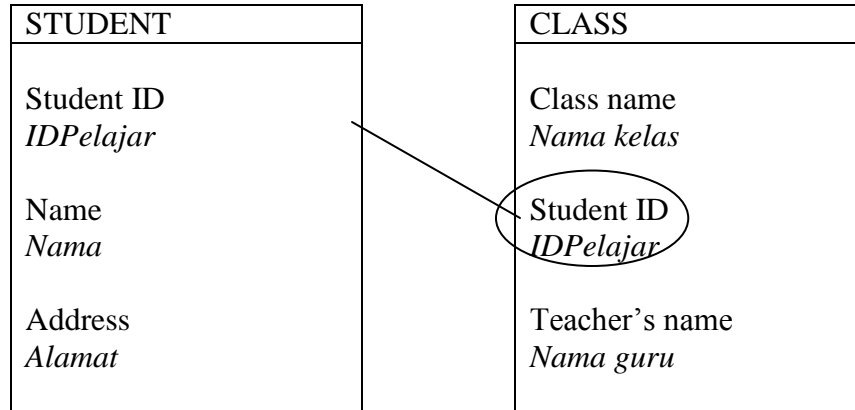 STUDENT
Student ID
IDPelajar
Name
Nama
Address
Alamat
CLASS
Class name
Nama kelas
Student ID
IDPelajar
Teacher’s name
Nama guru